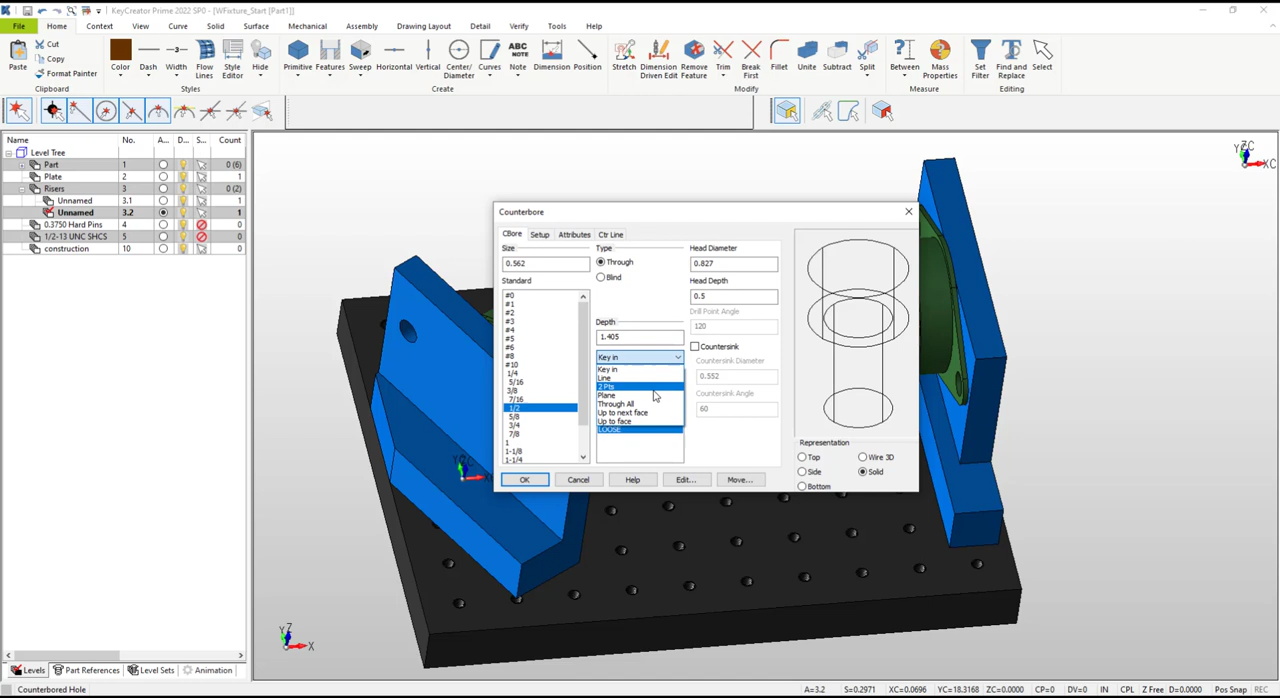 KeyCreator Prime 2022 SP0 - [WFixture_Start [Part1]]
File Home Context View Curve Solid Surface Mechanical Assembly Drawing Layout Detail Verify Tools Help
Paste Cut Copy Format Painter
Color Dash Width Flow Lines Style Editor Hide
Primitive Features Sweep Horizontal Vertical Center/ Diameter Curves ABC Note Dimension Position
Stretch Dimension Driven Edit Remove Feature Trim Break First Fillet Unite Subtract Split
Between Mass Properties Set Filter Find and Replace Select
Clipboard Styles Create Modify Measure Editing
Name No. A... D... S... Count
Level Tree
Part 1 0 (6)
Plate 2 1
Risers 3 0 (2)
Unnamed 3.1 1
Unnamed 3.2 1
0.3750 Hard Pins 4 0
1/2-13 UNC SHCS 5 0
construction 10 0
Counterbore
CBore Setup Attributes Ctr Line
Size
0.562
Standard
#0
#1
#2
#3
#4
#5
#6
#8
#10
1/4
5/16
3/8
7/16
1/2
5/8
3/4
7/8
1
1-1/8
1-1/4
Type
Through
Blind
Depth
1.405
Key in
Key in
Line
2 Pts
Plane
Through All
Up to next face
Up to face
LOOSE
Head Diameter
0.827
Head Depth
0.5
Drill Point Angle
120
Countersink
Countersink Diameter
0.552
Countersink Angle
60
Representation
Top Wire 3D
Side Solid
Bottom
OK Cancel Help Edit... Move...
YC ZC XC
Y Z X
Levels Part References Level Sets Animation
Counterbored Hole A=3.2 S=0.2971 XC=0.0696 YC=18.3168 ZC=0.0000 CP=0 DV=0 IN CPL Z Free D=0.0000 Pos Snap REC